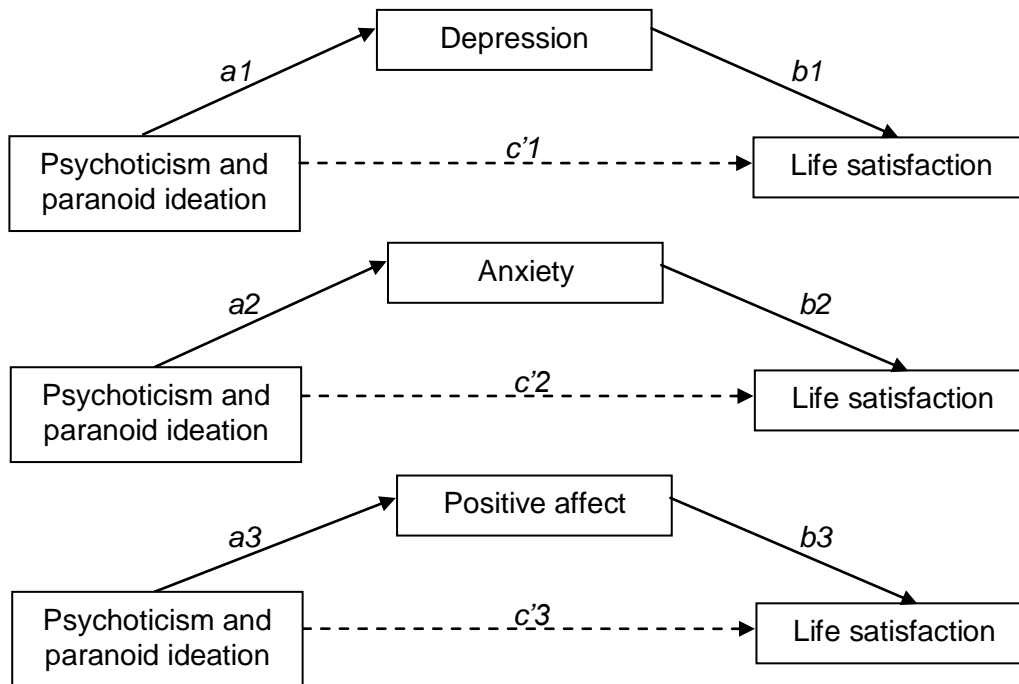 Depression
a1
b1
Psychoticism and
paranoid ideation
c'1
Life satisfaction
Anxiety
a2
b2
Psychoticism and
paranoid ideation
c'2
Life satisfaction
Positive affect
a3
b3
Psychoticism and
paranoid ideation
c'3
Life satisfaction